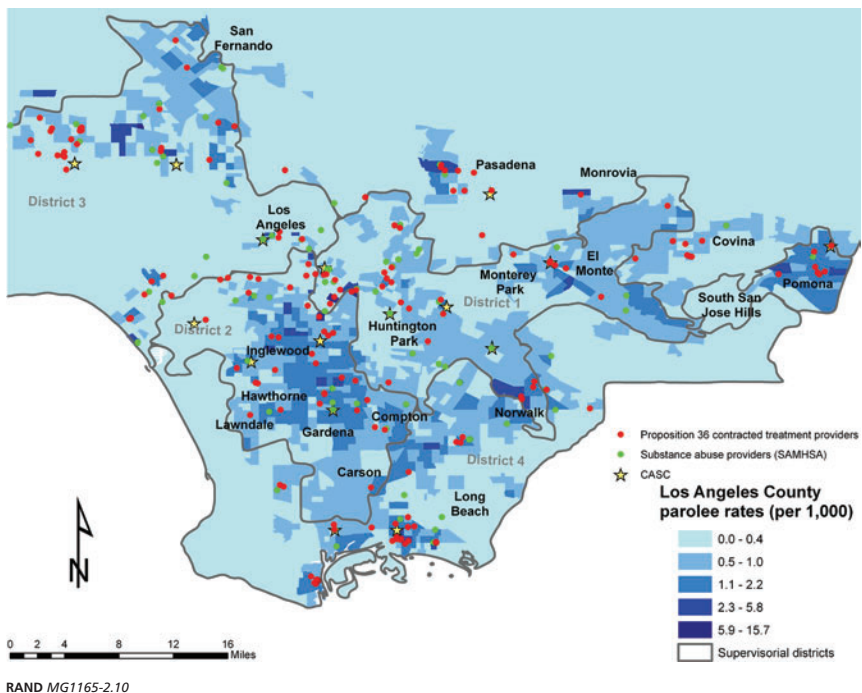 San
Fernando
Pasadena
Monrovia
District 3
Los
Angeles
Covina
El
Monte
Monterey
Park
Pomona
District 1
South San
Jose Hills
District 2
Huntington
Park
Inglewood
Hawthorne
Compton
Norwalk
Lawndale
Gardena
Carson
District 4
Long
Beach
Proposition 36 contracted treatment providers
Substance abuse providers (SAMHSA)
CASC
Los Angeles County
parolee rates (per 1,000)
0.0 - 0.4
0.5 - 1.0
1.1 - 2.2
2.3 - 5.8
5.9 - 15.7
Supervisorial districts
N
0 2 4 8 12 16
Miles
RAND MG1165-2.10